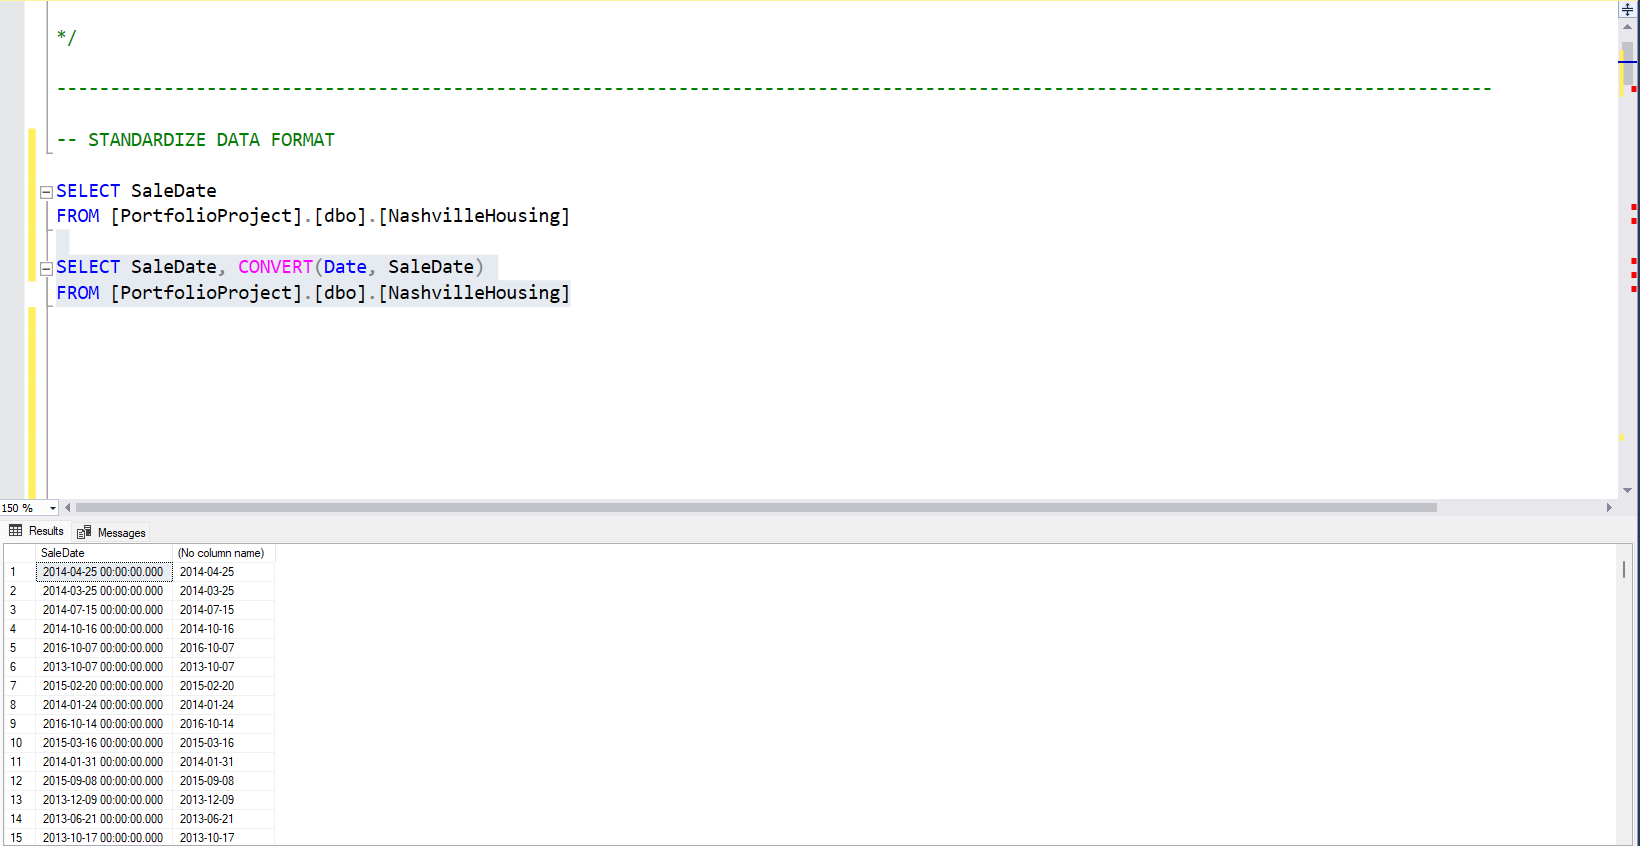 */
--------------------------------------------------------------------------------------------------------------------------------------
-- STANDARDIZE DATA FORMAT
SELECT SaleDate
FROM [PortfolioProject].[dbo].[NashvilleHousing]
SELECT SaleDate, CONVERT(Date, SaleDate)
FROM [PortfolioProject].[dbo].[NashvilleHousing]
150 %
Results Messages
SaleDate (No column name)
1 2014-04-25 00:00:00.000 2014-04-25
2 2014-03-25 00:00:00.000 2014-03-25
3 2014-07-15 00:00:00.000 2014-07-15
4 2014-10-16 00:00:00.000 2014-10-16
5 2016-10-07 00:00:00.000 2016-10-07
6 2013-10-07 00:00:00.000 2013-10-07
7 2015-02-20 00:00:00.000 2015-02-20
8 2014-01-24 00:00:00.000 2014-01-24
9 2016-10-14 00:00:00.000 2016-10-14
10 2015-03-16 00:00:00.000 2015-03-16
11 2014-01-31 00:00:00.000 2014-01-31
12 2015-09-08 00:00:00.000 2015-09-08
13 2013-12-09 00:00:00.000 2013-12-09
14 2013-06-21 00:00:00.000 2013-06-21
15 2013-10-17 00:00:00.000 2013-10-17